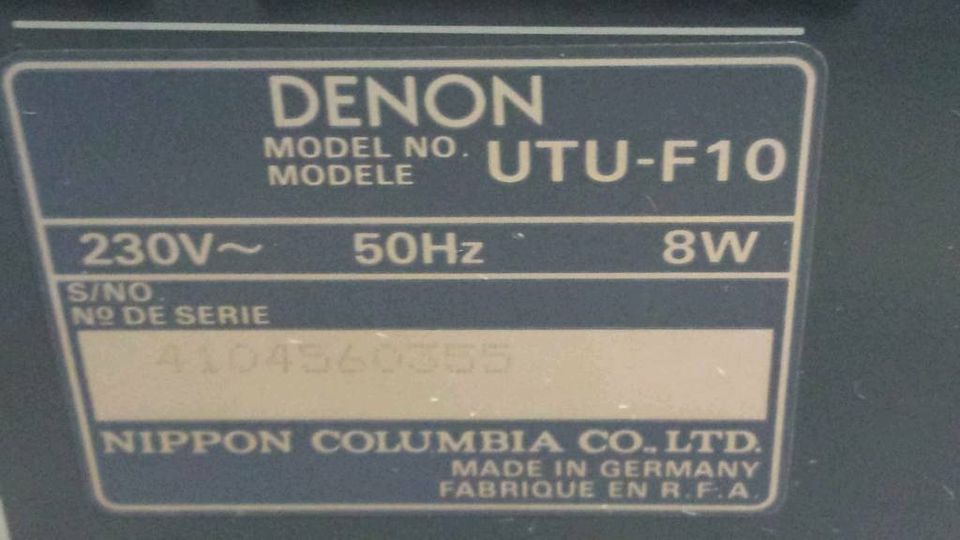 DENON
MODEL NO. UTU-F10
MODELE
230V~ 50Hz 8W
S/NO.
Nº DE SERIE
4104560355
NIPPON COLUMBIA CO., LTD.
MADE IN GERMANY
FABRIQUE EN R.F.A.